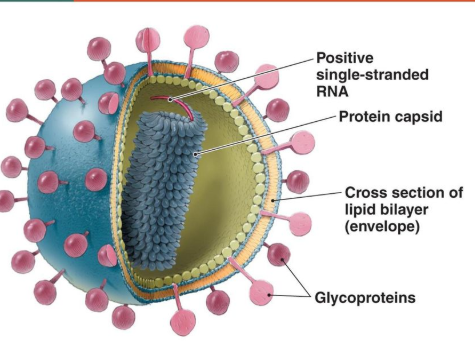 Positive
single-stranded
RNA
Protein capsid
Cross section of
lipid bilayer
(envelope)
Glycoproteins